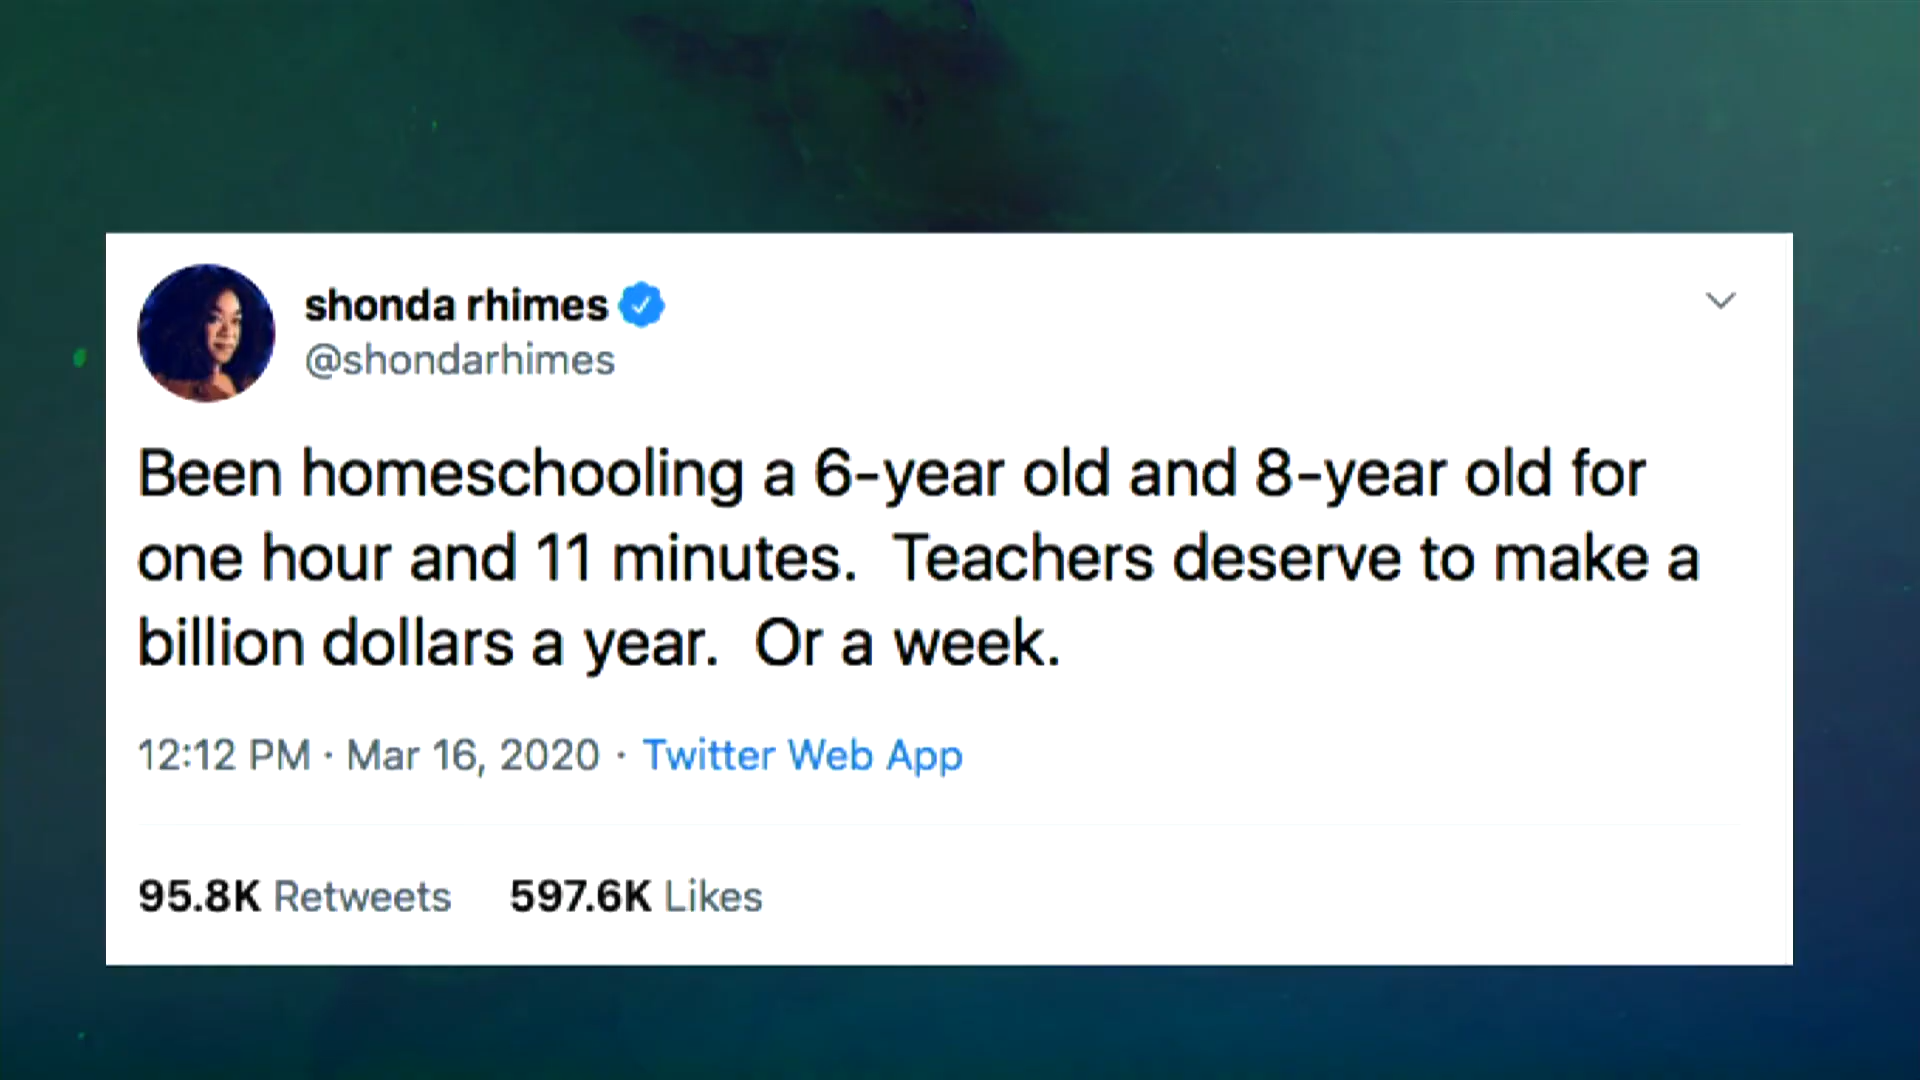 shonda rhimes
@shondarhimes
Been homeschooling a 6-year old and 8-year old for
one hour and 11 minutes.  Teachers deserve to make a
billion dollars a year.  Or a week.
12:12 PM · Mar 16, 2020 · Twitter Web App
95.8K Retweets 597.6K Likes